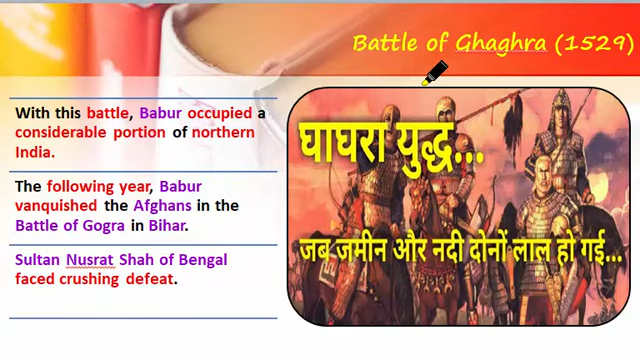 Battle of Ghaghra (1529)
With this battle, Babur occupied a
considerable portion of northern
India.
The following year, Babur
vanquished the Afghans in the
Battle of Gogra in Bihar.
Sultan Nusrat Shah of Bengal
faced crushing defeat.
घाघरा युद्ध...
जब जमीन और नदी दोनों लाल हो गई...